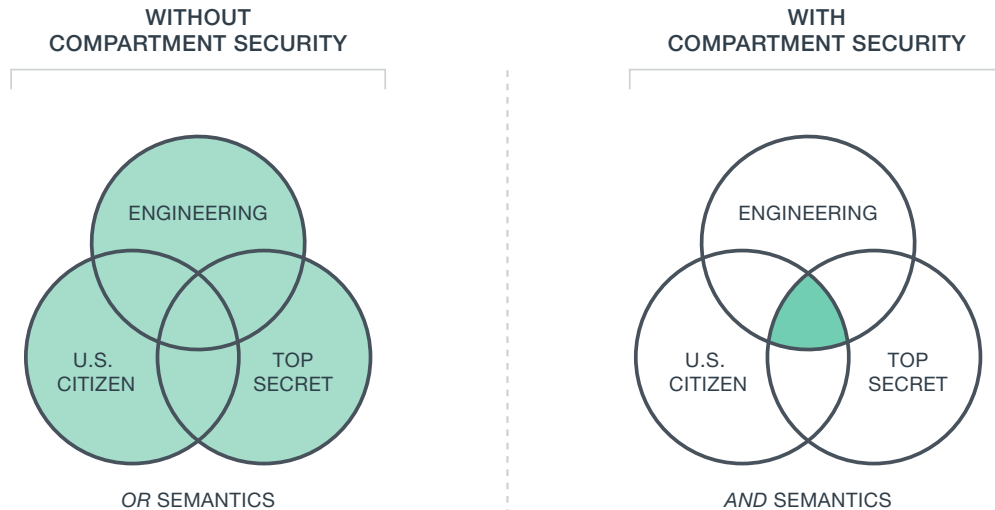 WITHOUT
COMPARTMENT SECURITY
ENGINEERING
U.S.
CITIZEN
TOP
SECRET
OR SEMANTICS
WITH
COMPARTMENT SECURITY
ENGINEERING
U.S.
CITIZEN
TOP
SECRET
AND SEMANTICS